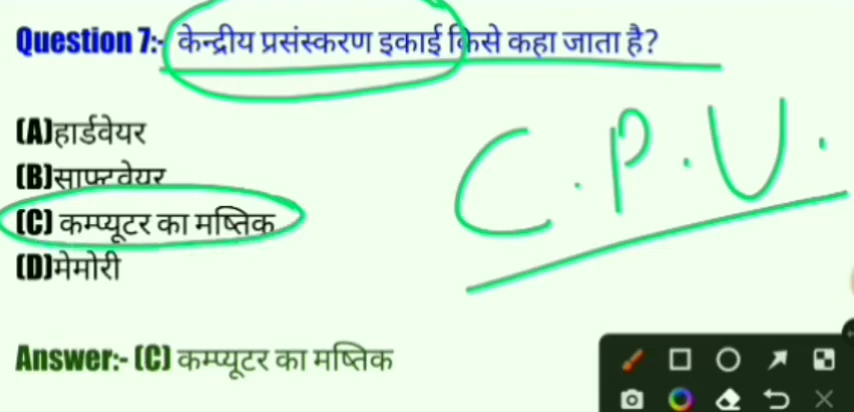 Question 7:- केन्द्रीय प्रसंस्करण इकाई किसे कहा जाता है?
(A)हार्डवेयर
(B)साफ्टवेयर
(C) कम्प्यूटर का मष्तिक
(D)मेमोरी
C.P.U.
Answer:- (C) कम्प्यूटर का मष्तिक